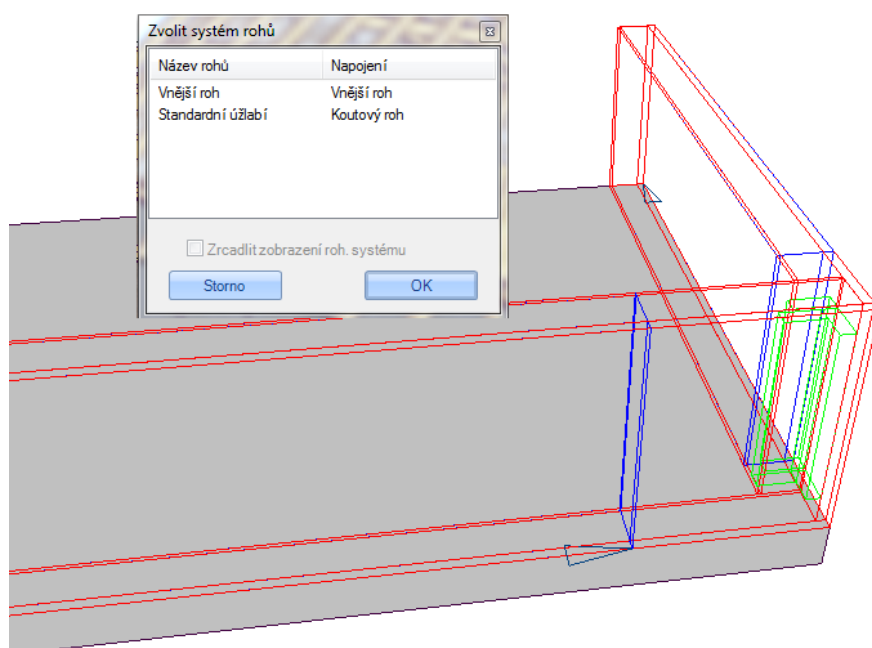 Zvolit systém rohů
Název rohů Napojení
Vnější roh Vnější roh
Standardní úžlabí Koutový roh
Zrcadlit zobrazení roh. systému
Storno OK